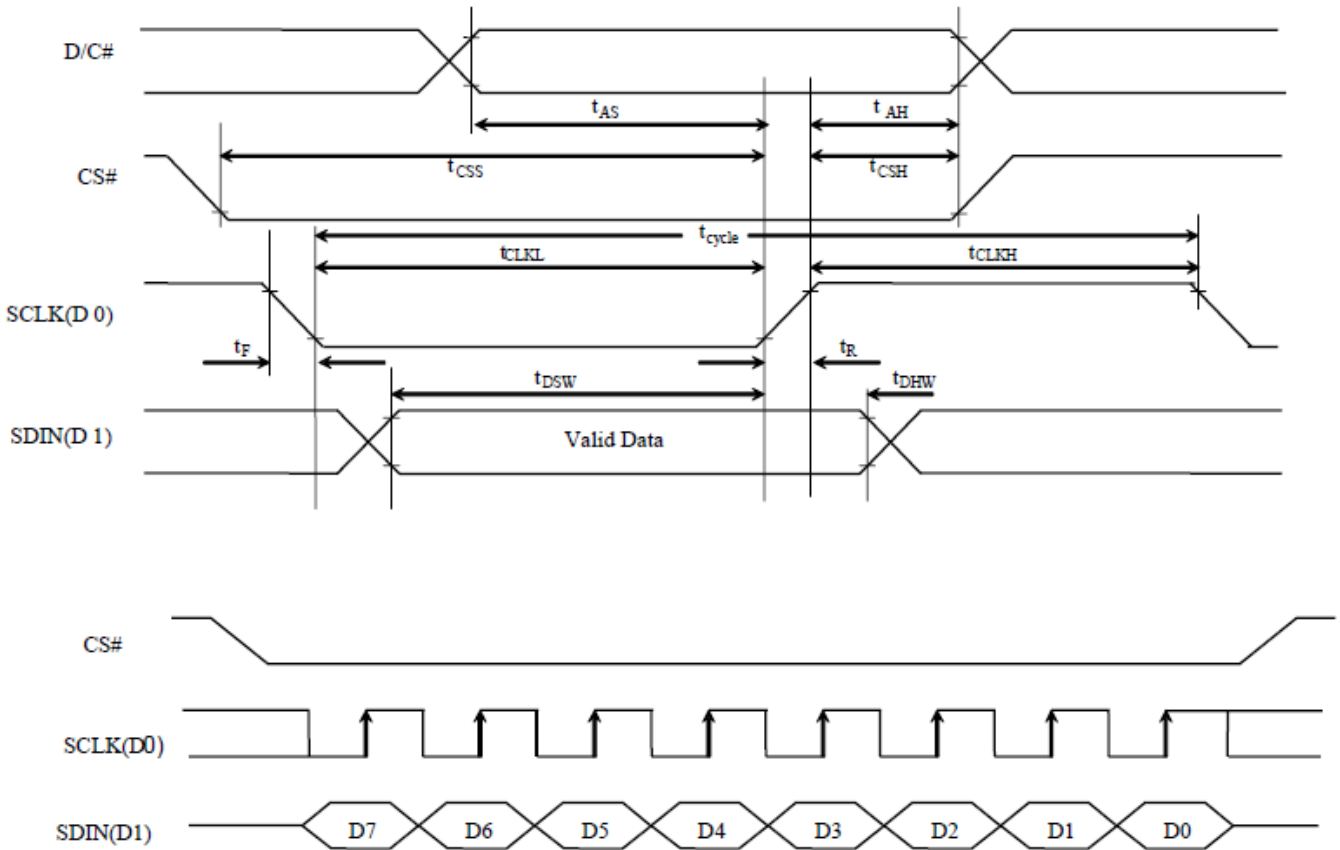 D/C#
tAS
t AH
CS#
tCSS
tCSH
tcycle
tCLKL
tCLKH
SCLK(D 0)
tF
tR
tDSW
tDHW
SDIN(D 1)
Valid Data
CS#
SCLK(D0)
SDIN(D1)
D7 D6 D5 D4 D3 D2 D1 D0